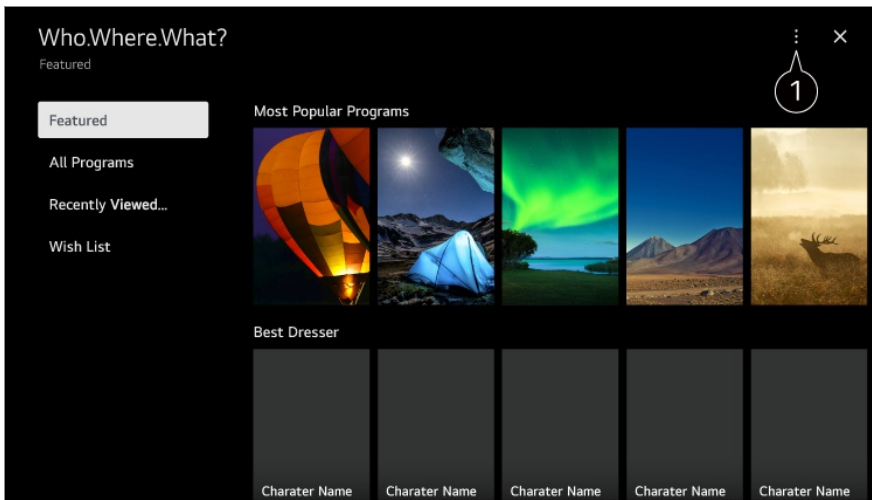 Who.Where.What?
Featured
1
Featured
All Programs
Recently Viewed...
Wish List
Most Popular Programs
Best Dresser
Charater Name Charater Name Charater Name Charater Name Charater Name